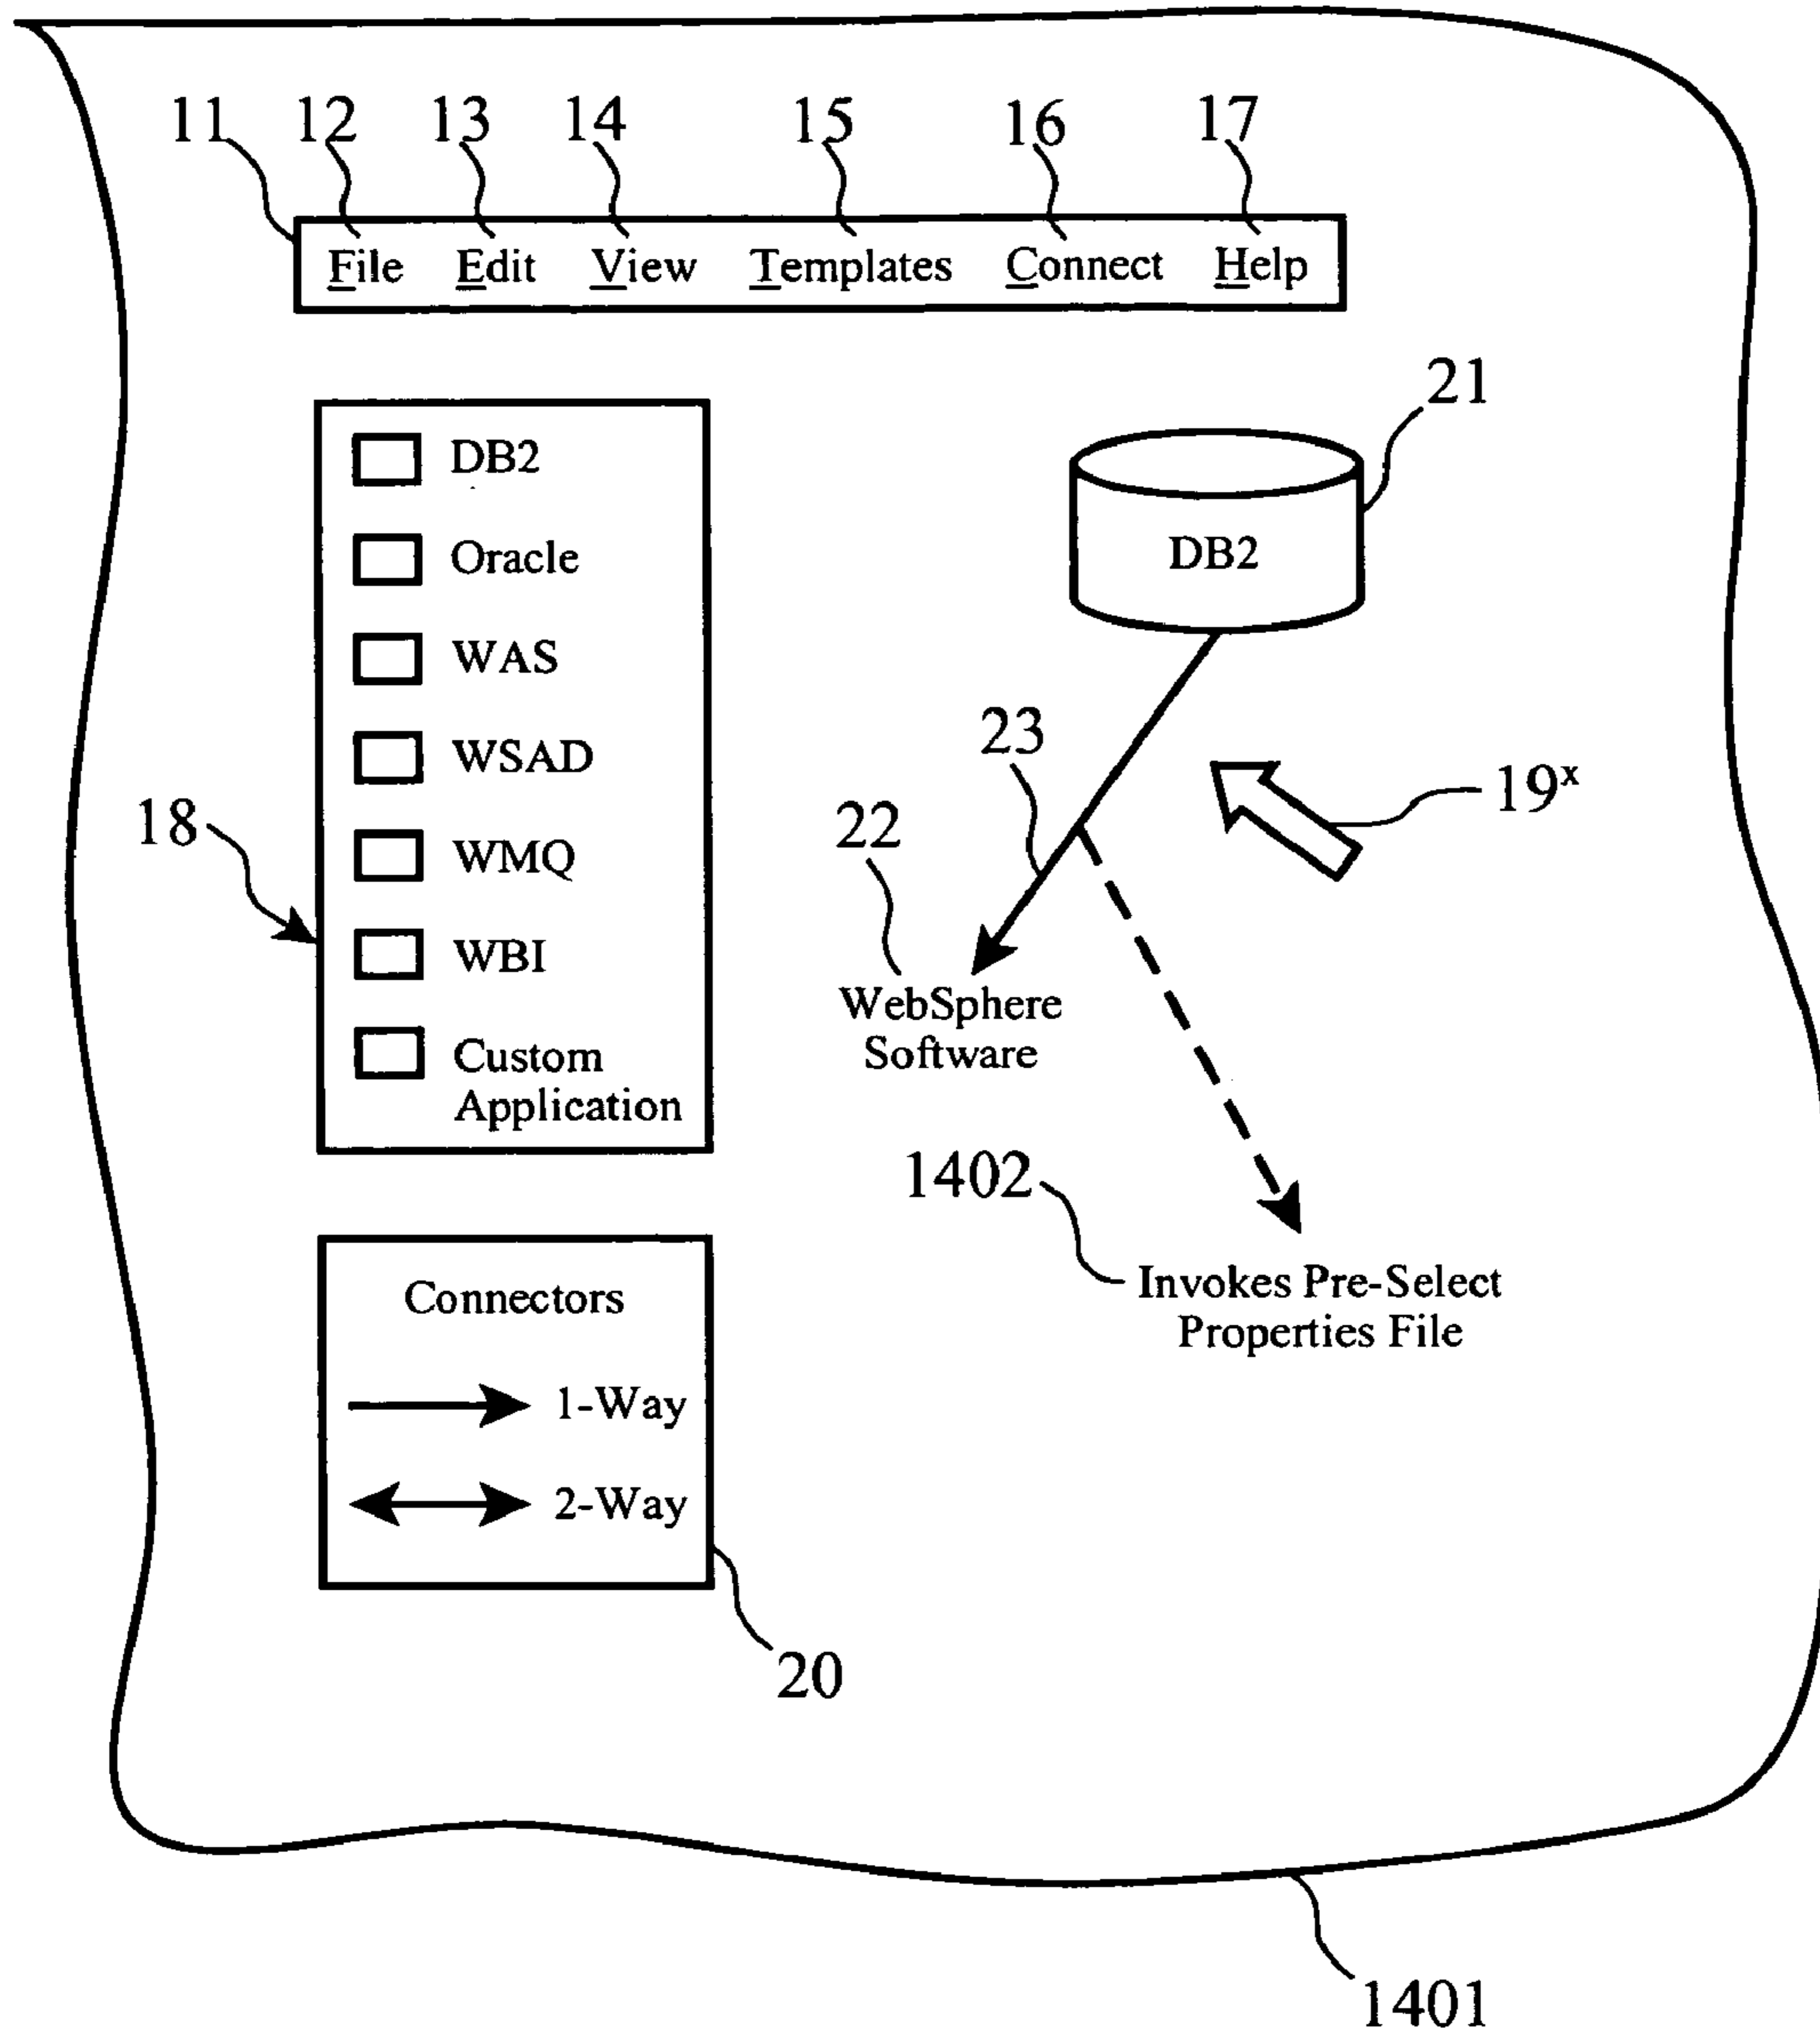 11 12 13 14 15 16 17
File Edit View Templates Connect Help
21
DB2
Oracle
WAS
WSAD
WMQ
WBI
Custom
Application
18
DB2
23
19x
22
WebSphere
Software
1402
Invokes Pre-Select
Properties File
Connectors
1-Way
2-Way
20
1401